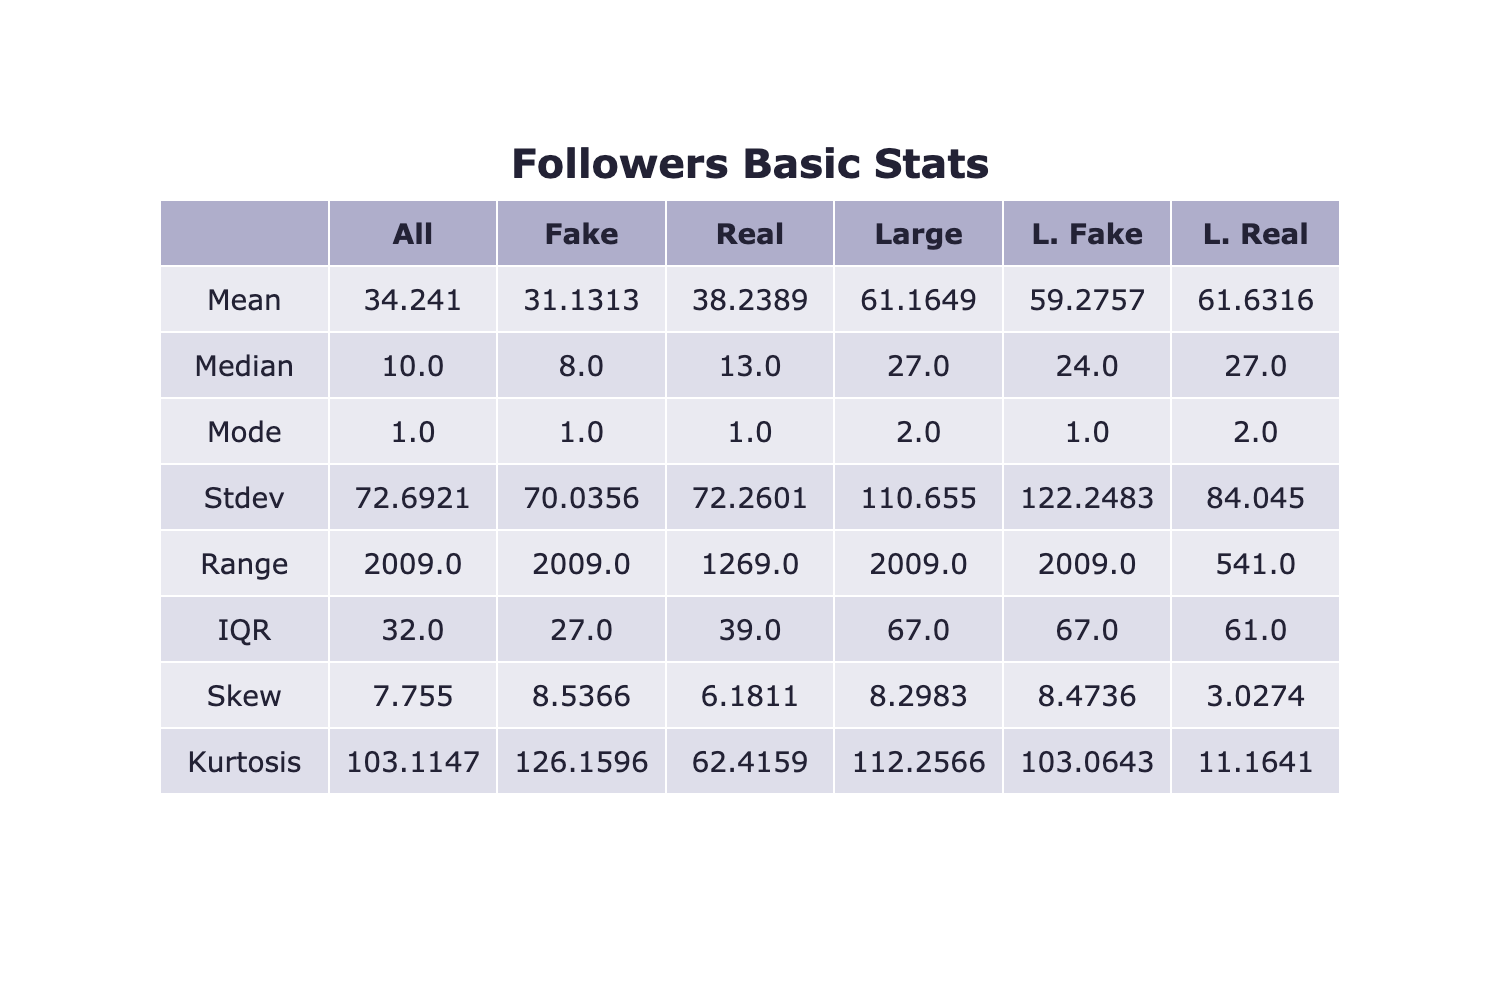 Followers Basic Stats
All Fake Real Large L. Fake L. Real
Mean 34.241 31.1313 38.2389 61.1649 59.2757 61.6316
Median 10.0 8.0 13.0 27.0 24.0 27.0
Mode 1.0 1.0 1.0 2.0 1.0 2.0
Stdev 72.6921 70.0356 72.2601 110.655 122.2483 84.045
Range 2009.0 2009.0 1269.0 2009.0 2009.0 541.0
IQR 32.0 27.0 39.0 67.0 67.0 61.0
Skew 7.755 8.5366 6.1811 8.2983 8.4736 3.0274
Kurtosis 103.1147 126.1596 62.4159 112.2566 103.0643 11.1641